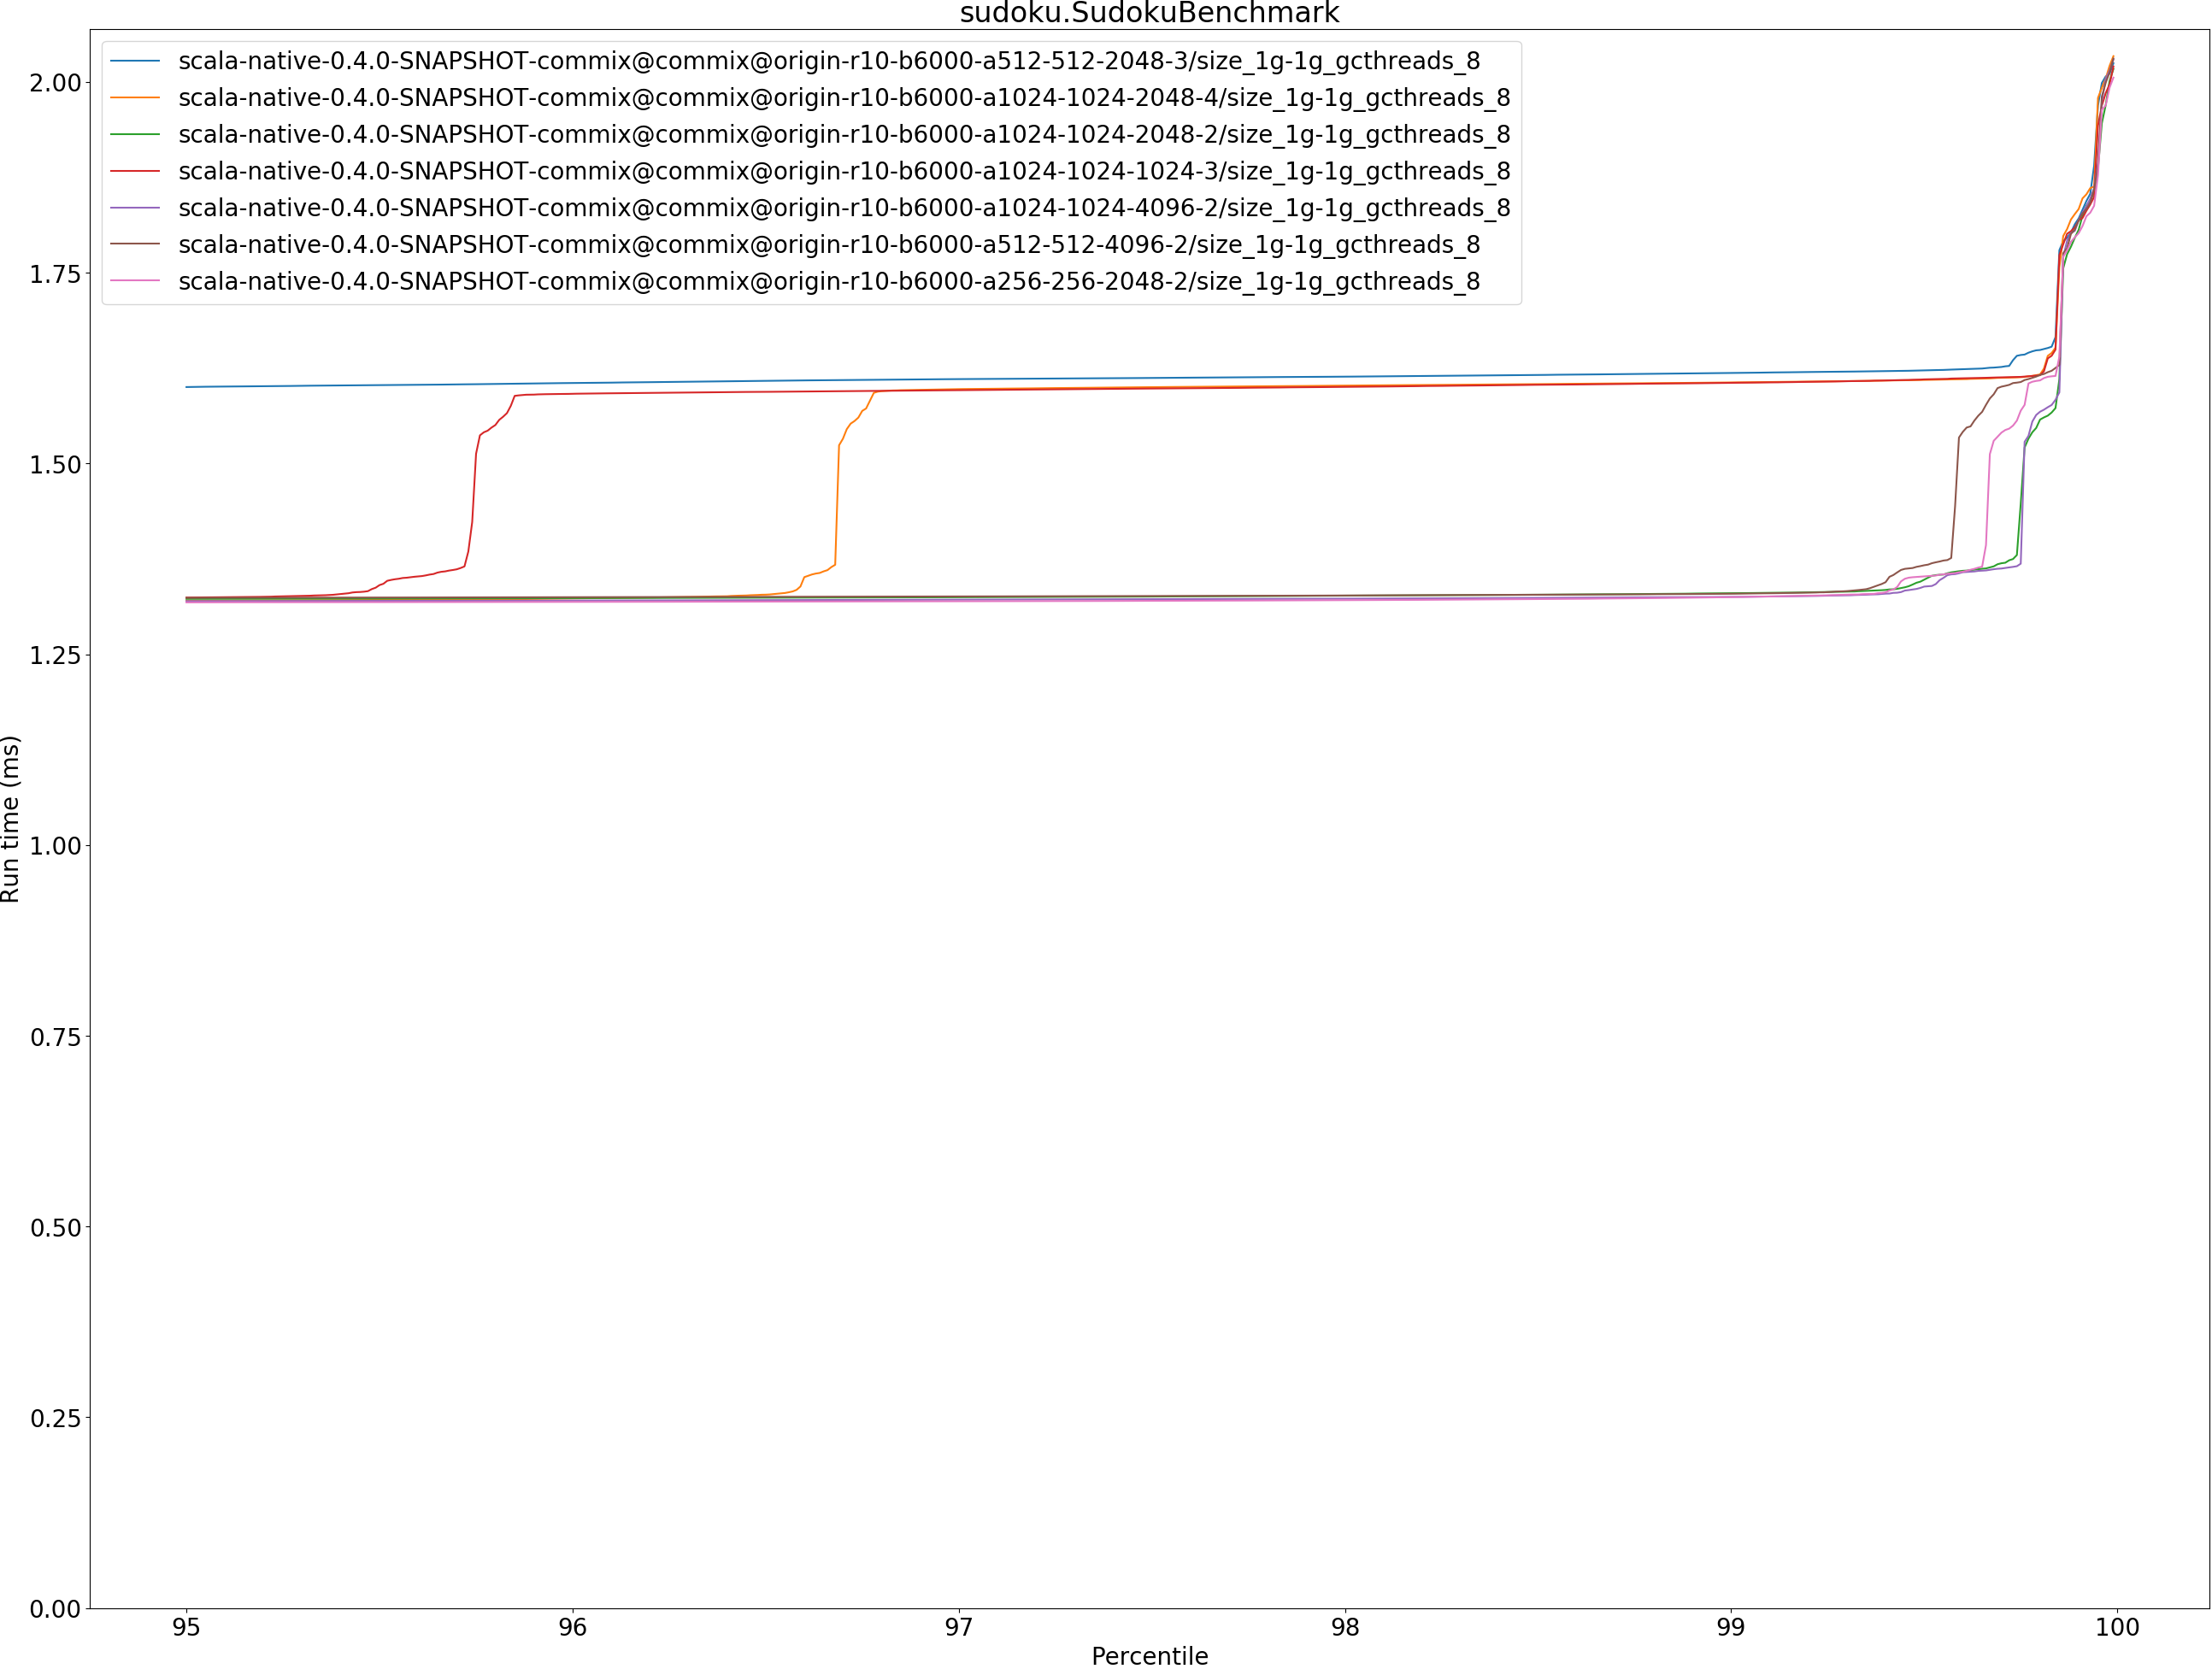 sudoku.SudokuBenchmark
scala-native-0.4.0-SNAPSHOT-commix@commix@origin-r10-b6000-a512-512-2048-3/size_1g-1g_gcthreads_8
scala-native-0.4.0-SNAPSHOT-commix@commix@origin-r10-b6000-a1024-1024-2048-4/size_1g-1g_gcthreads_8
scala-native-0.4.0-SNAPSHOT-commix@commix@origin-r10-b6000-a1024-1024-2048-2/size_1g-1g_gcthreads_8
scala-native-0.4.0-SNAPSHOT-commix@commix@origin-r10-b6000-a1024-1024-1024-3/size_1g-1g_gcthreads_8
scala-native-0.4.0-SNAPSHOT-commix@commix@origin-r10-b6000-a1024-1024-4096-2/size_1g-1g_gcthreads_8
scala-native-0.4.0-SNAPSHOT-commix@commix@origin-r10-b6000-a512-512-4096-2/size_1g-1g_gcthreads_8
scala-native-0.4.0-SNAPSHOT-commix@commix@origin-r10-b6000-a256-256-2048-2/size_1g-1g_gcthreads_8
2.00
1.75
1.50
1.25
1.00
0.75
0.50
0.25
0.00
Run time (ms)
95 96 97 98 99 100
Percentile